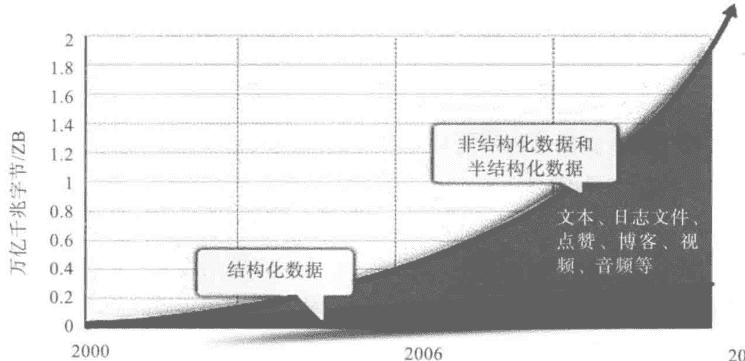 万亿千兆字节/ZB
2
1.8
1.6
1.4
1.2
1
0.8
0.6
0.4
0.2
0
非结构化数据和
半结构化数据
文本、日志文件、
点赞、博客、视
频、音频等
结构化数据
2000
2006
20